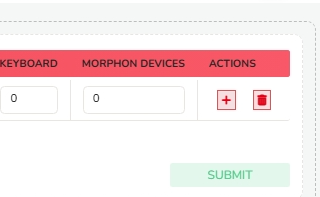 KEYBOARD MORPHON DEVICES ACTIONS
0 0
SUBMIT